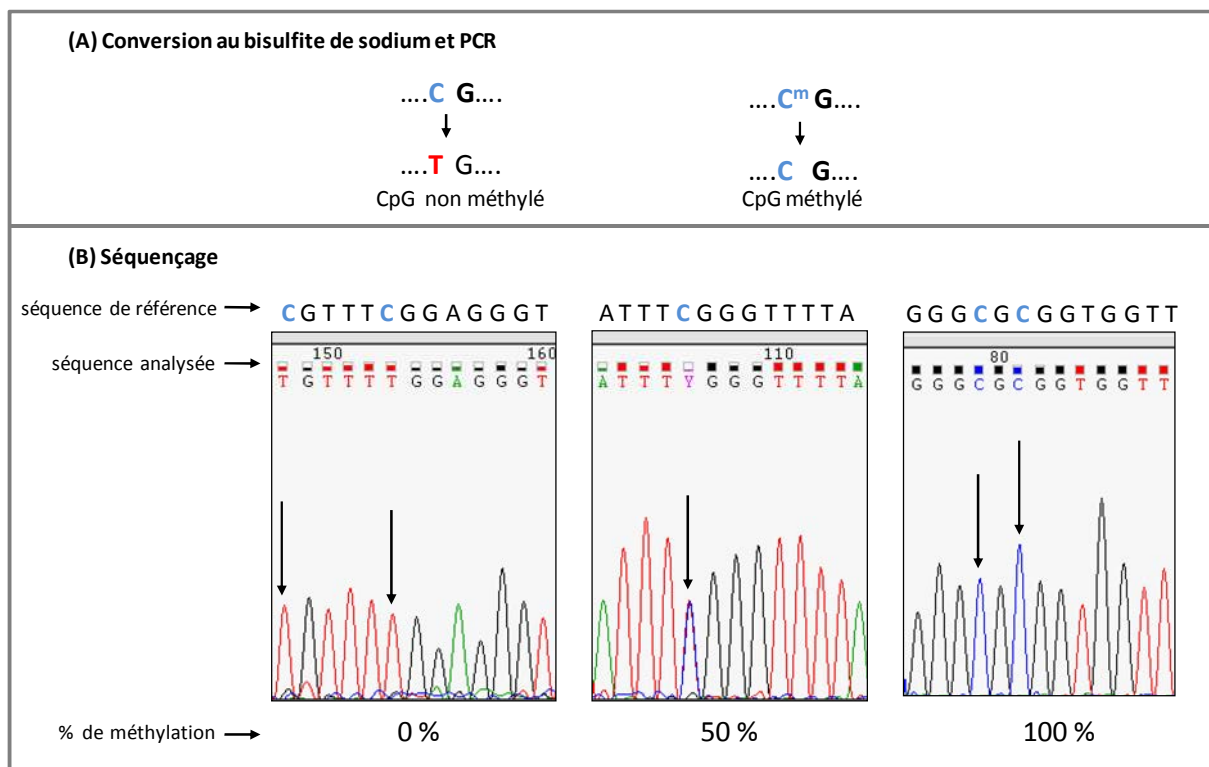 (A) Conversion au bisulfite de sodium et PCR
....C G.... ....Cᵐ G....
....T G.... ....C G....
CpG non méthylé CpG méthylé
(B) Séquençage
séquence de référence C G T T T C G G A G G G T A T T T C G G G T T T T A G G G C G C G G T G G T T
séquence analysée 150 160 110 80
T G T T T T G G A G G G T A T T T Y G G G T T T T A G G G C G C G G T G G T T
% de méthylation 0 % 50 % 100 %